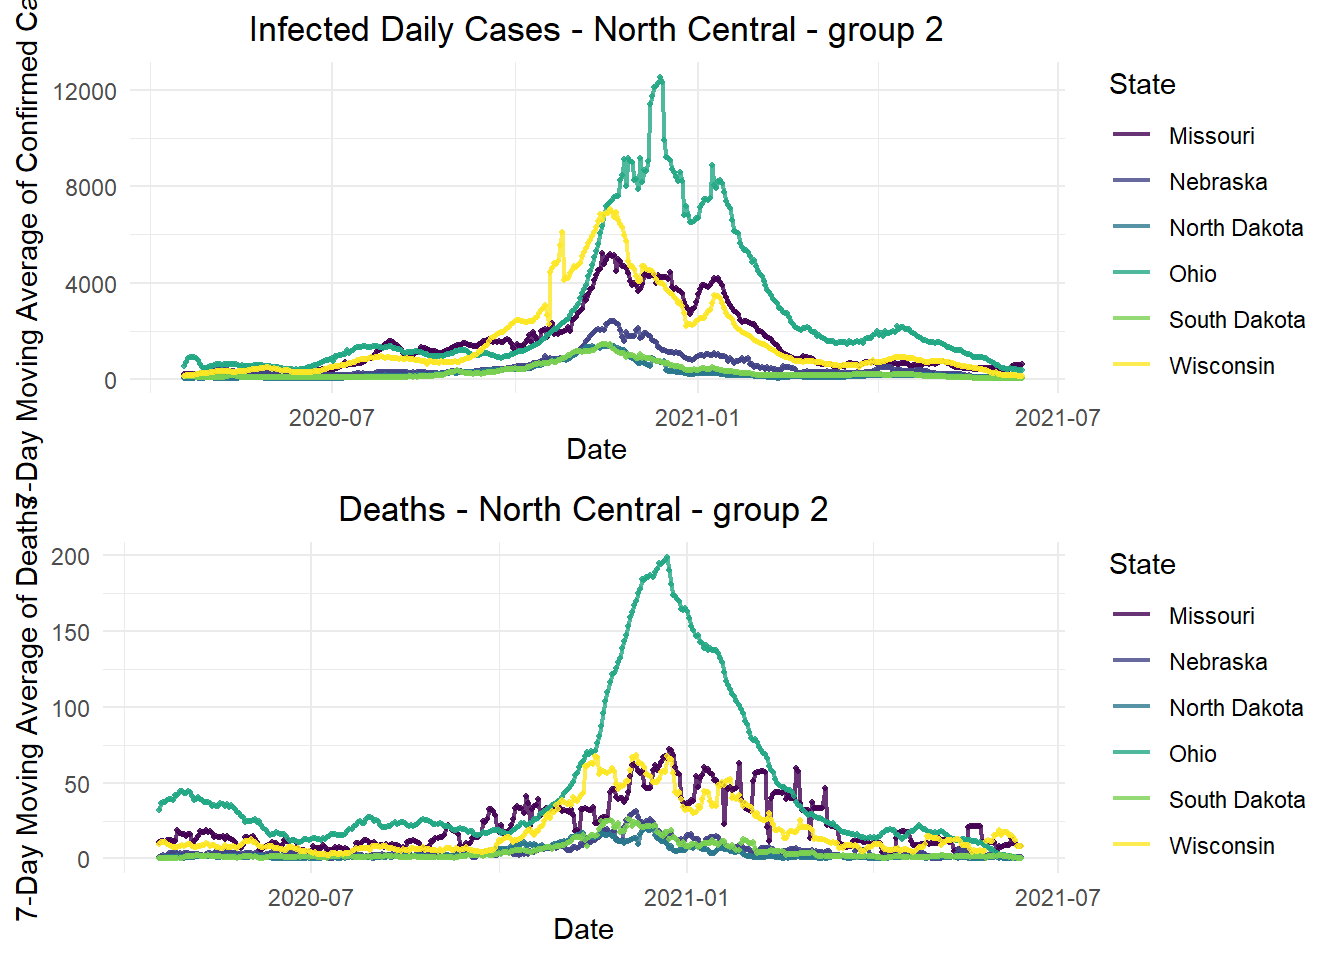 Infected Daily Cases - North Central - group 2
7-Day Moving Average of Confirmed Ca
12000
8000
4000
0
2020-07
2021-01
2021-07
Date
State
Missouri
Nebraska
North Dakota
Ohio
South Dakota
Wisconsin
Deaths - North Central - group 2
7-Day Moving Average of Deaths
200
150
100
50
0
2020-07
2021-01
2021-07
Date
State
Missouri
Nebraska
North Dakota
Ohio
South Dakota
Wisconsin